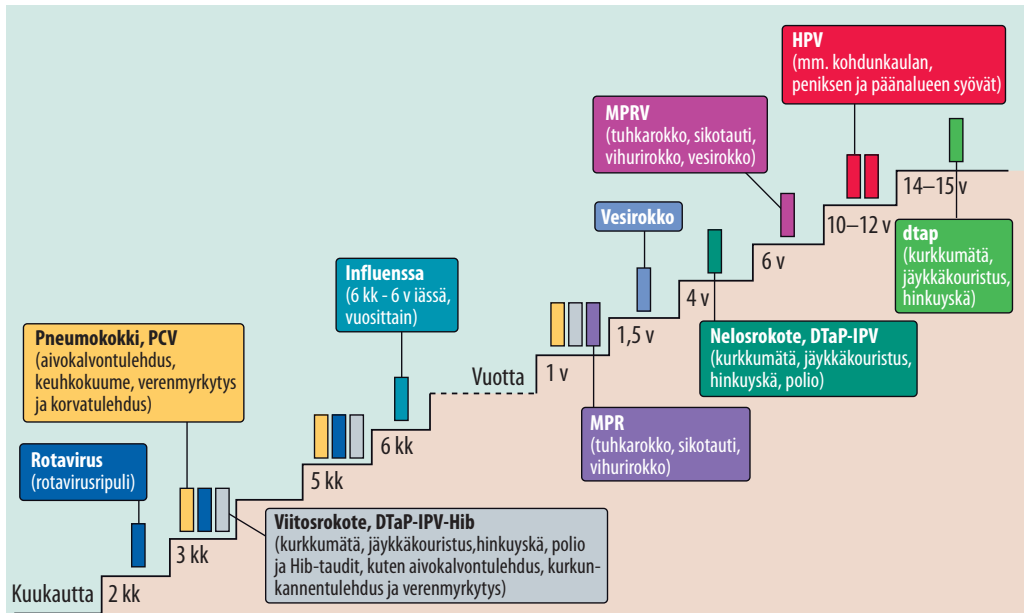 HPV
(mm. kohdunkaulan,
peniksen ja päänalueen syövät)
MPRV
(tuhkarokko, sikotauti,
vihurirokko, vesirokko)
14–15 v
Vesirokko
10–12 v
dtap
(kurkkumätä,
jäykkäkouristus,
hinkuyskä)
Influenssa
(6 kk - 6 v iässä,
vuosittain)
6 v
4 v
Pneumokokki, PCV
(aivokalvontulehdus,
keuhkokuume, verenmyrkytys
ja korvatulehdus)
1,5 v
Nelosrokote, DTaP-IPV
(kurkkumätä, jäykkäkouristus,
hinkuyskä, polio)
Vuotta
1 v
MPR
(tuhkarokko, sikotauti,
vihurirokko)
6 kk
Rotavirus
(rotavirusripuli)
5 kk
Viitosrokote, DTaP-IPV-Hib
(kurkkumätä, jäykkäkouristus,hinkuyskä, polio
ja Hib-taudit, kuten aivokalvontulehdus, kurkun-
kannentulehdus ja verenmyrkytys)
3 kk
Kuukautta
2 kk